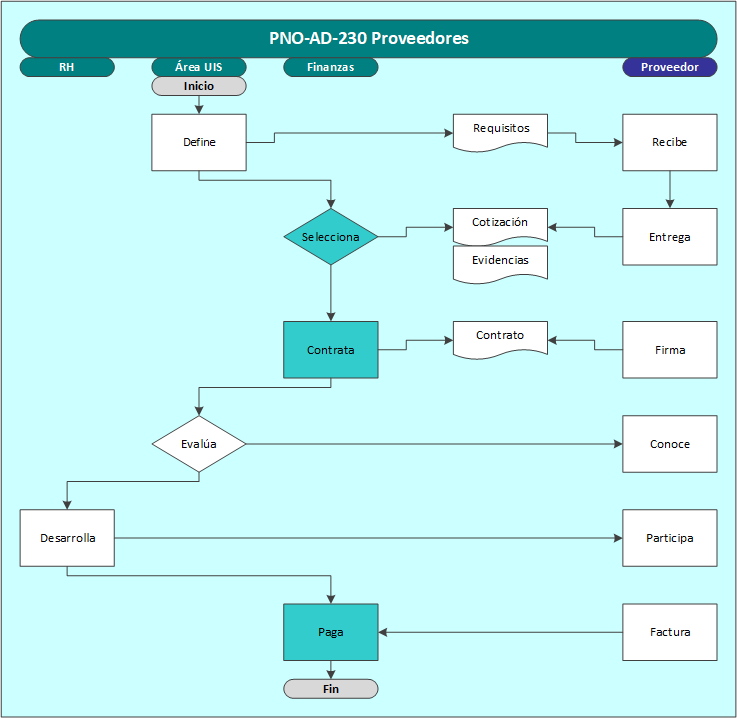 PNO-AD-230 Proveedores
RH
Área UIS
Finanzas
Proveedor
Inicio
Define
Requisitos
Recibe
Selecciona
Cotización
Evidencias
Entrega
Contrata
Contrato
Firma
Evalúa
Conoce
Desarrolla
Participa
Paga
Factura
Fin